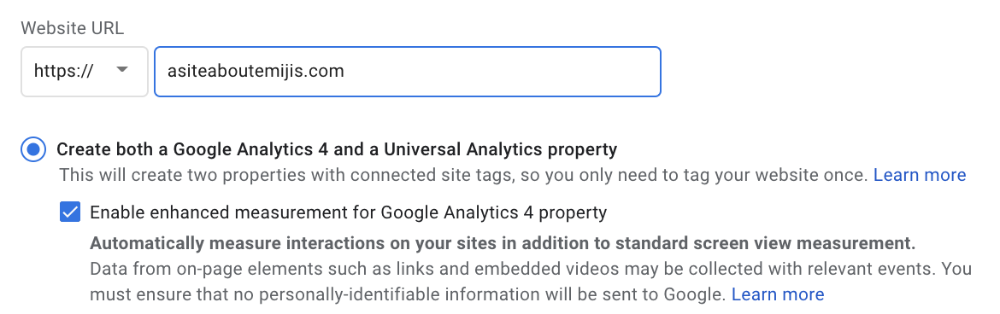 Website URL
https:// asiteaboutemijis.com
Create both a Google Analytics 4 and a Universal Analytics property
This will create two properties with connected site tags, so you only need to tag your website once. Learn more
Enable enhanced measurement for Google Analytics 4 property
Automatically measure interactions on your sites in addition to standard screen view measurement.
Data from on-page elements such as links and embedded videos may be collected with relevant events. You
must ensure that no personally-identifiable information will be sent to Google. Learn more